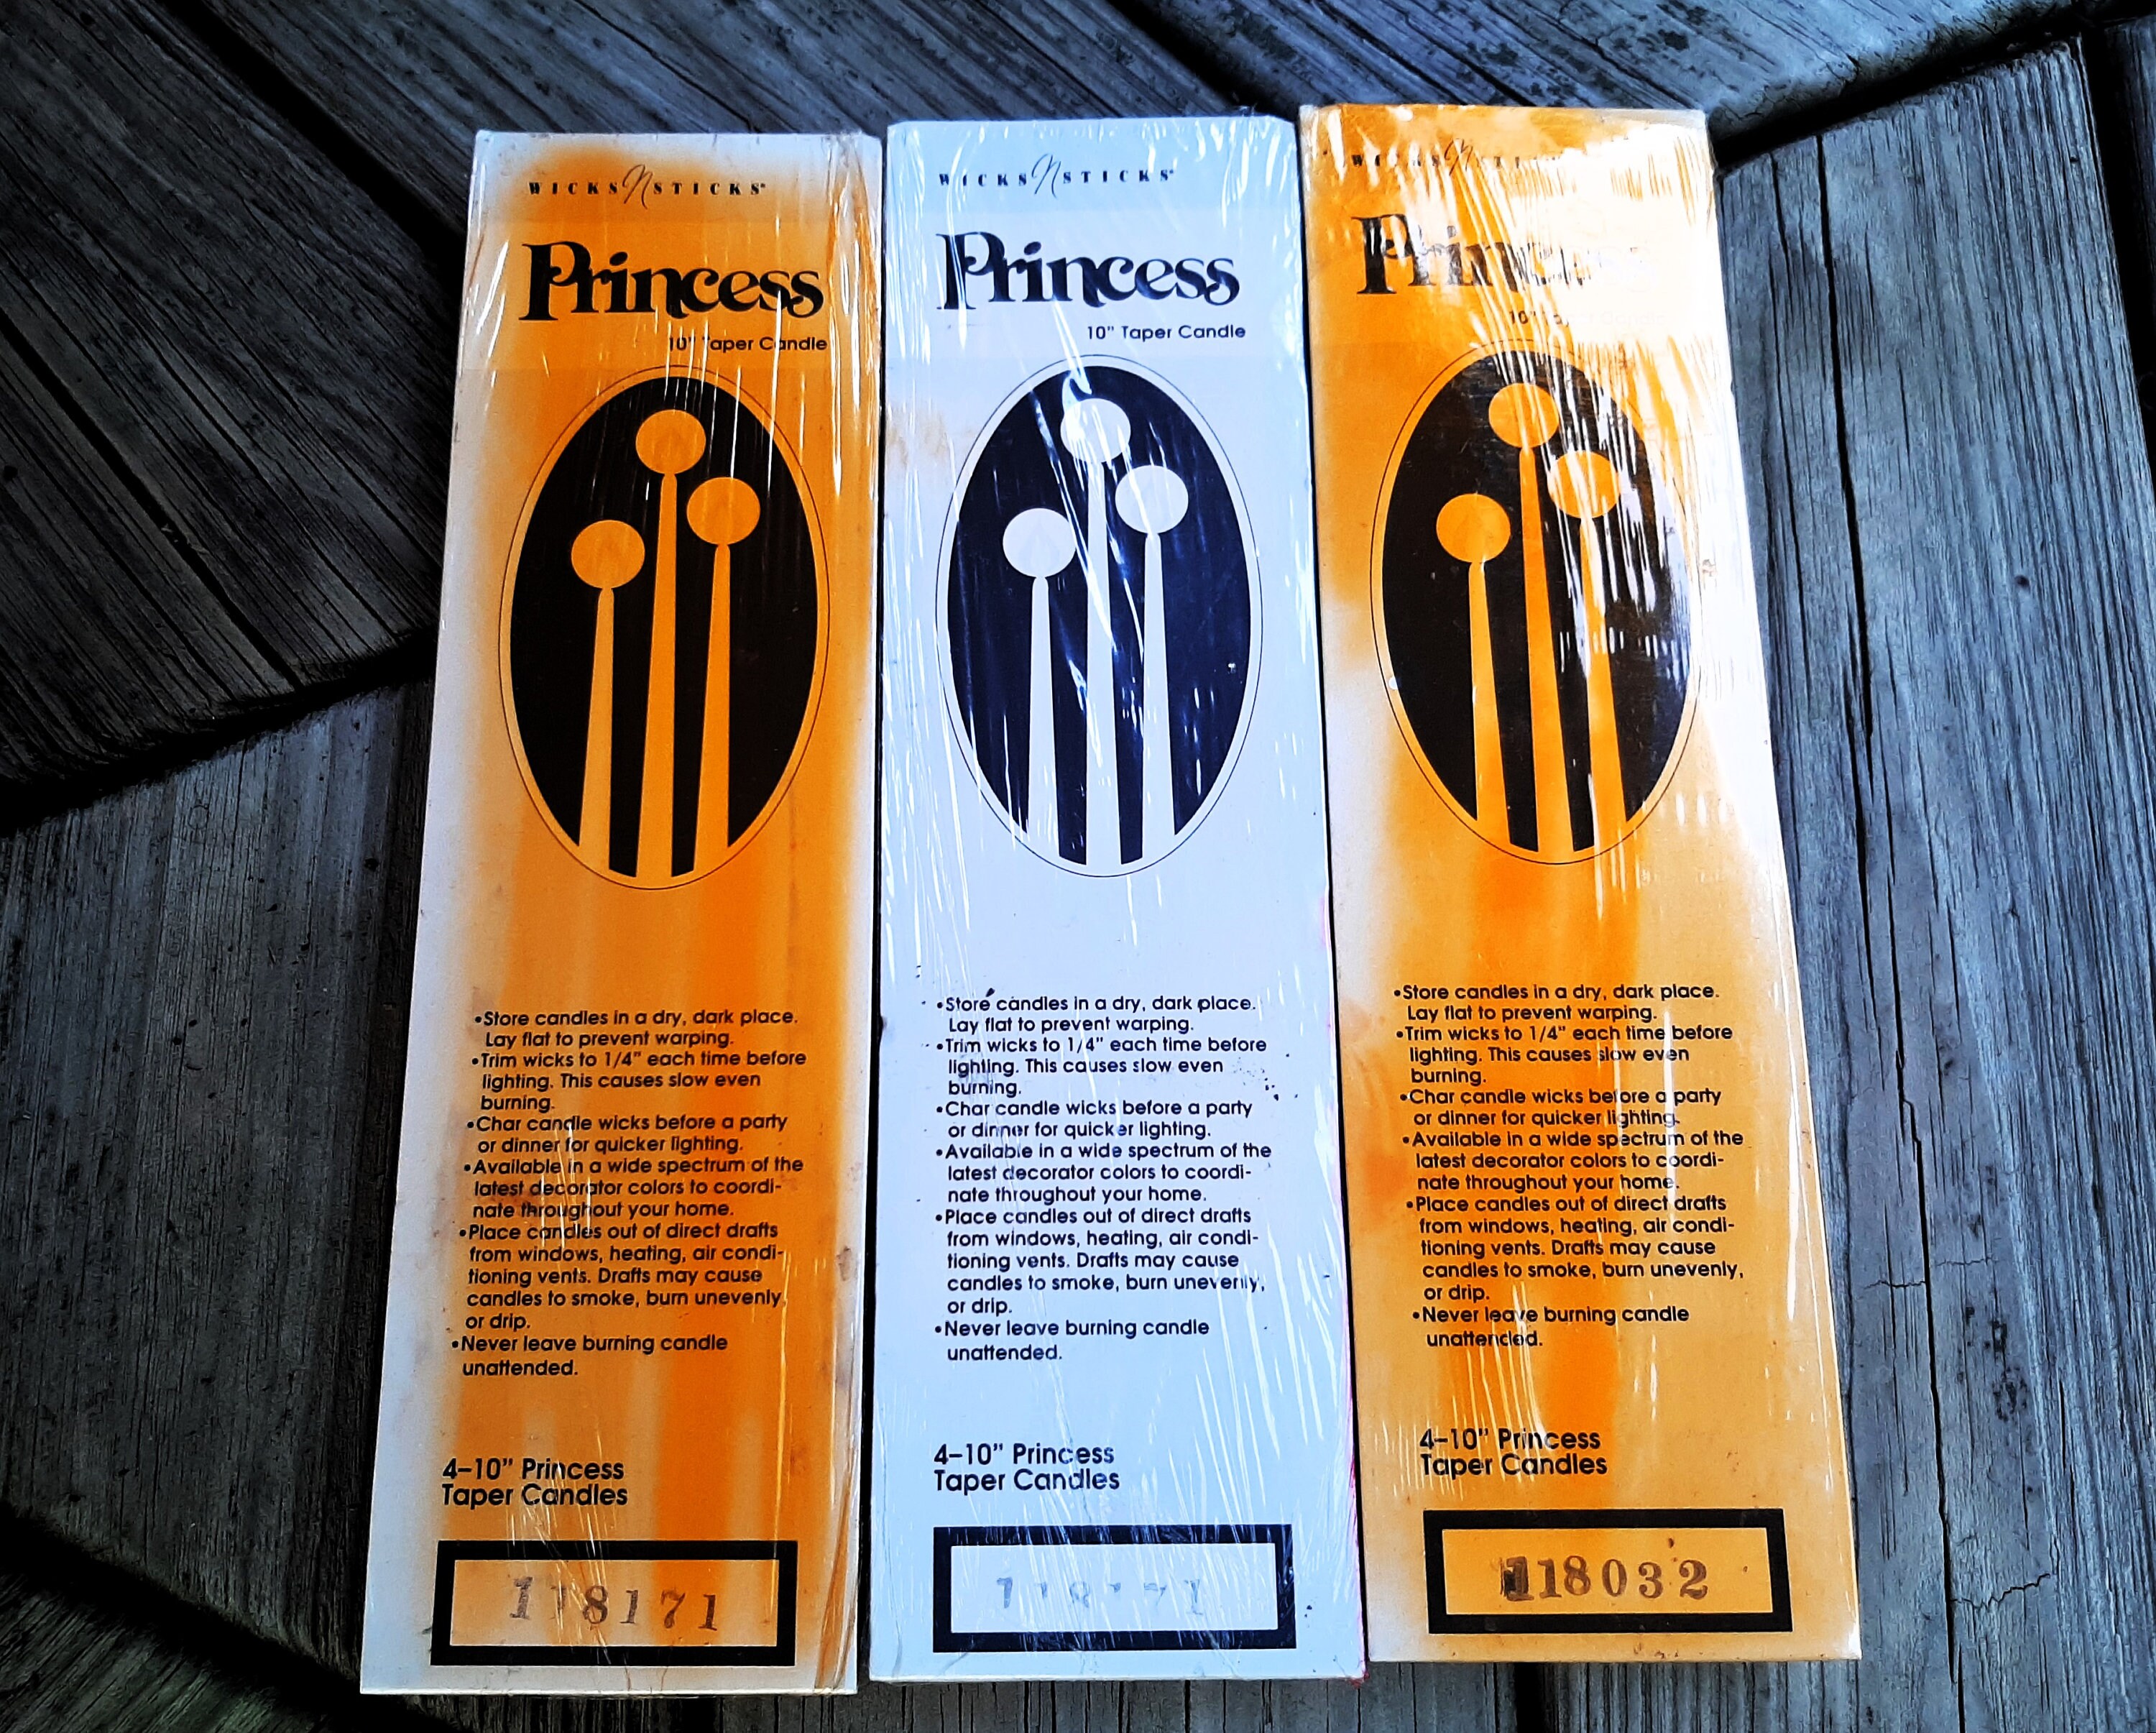 WICKS N STICKS®
Princess
10" Taper Candle
•Store candles in a dry, dark place.
Lay flat to prevent warping.
•Trim wicks to 1/4" each time before
lighting. This causes slow even
burning.
•Char candle wicks before a party
or dinner for quicker lighting.
•Available in a wide spectrum of the
latest decorator colors to coordi-
nate throughout your home.
•Place candles out of direct drafts
from windows, heating, air condi-
tioning vents. Drafts may cause
candles to smoke, burn unevenly,
or drip.
•Never leave burning candle
unattended.
4–10" Princess
Taper Candles
118171
WICKS N STICKS®
Princess
10" Taper Candle
•Store candles in a dry, dark place.
Lay flat to prevent warping.
•Trim wicks to 1/4" each time before
lighting. This causes slow even
burning.
•Char candle wicks before a party
or dinner for quicker lighting.
•Available in a wide spectrum of the
latest decorator colors to coordi-
nate throughout your home.
•Place candles out of direct drafts
from windows, heating, air condi-
tioning vents. Drafts may cause
candles to smoke, burn unevenly,
or drip.
•Never leave burning candle
unattended.
4–10" Princess
Taper Candles
WICKS N
Princess
10"
•Store candles in a dry, dark place.
Lay flat to prevent warping.
•Trim wicks to 1/4" each time before
lighting. This causes slow even
burning.
•Char candle wicks before a party
or dinner for quicker lighting.
•Available in a wide spectrum of the
latest decorator colors to coordi-
nate throughout your home.
•Place candles out of direct drafts
from windows, heating, air condi-
tioning vents. Drafts may cause
candles to smoke, burn unevenly,
or drip.
•Never leave burning candle
unattended.
4–10" Princess
Taper Candles
118032